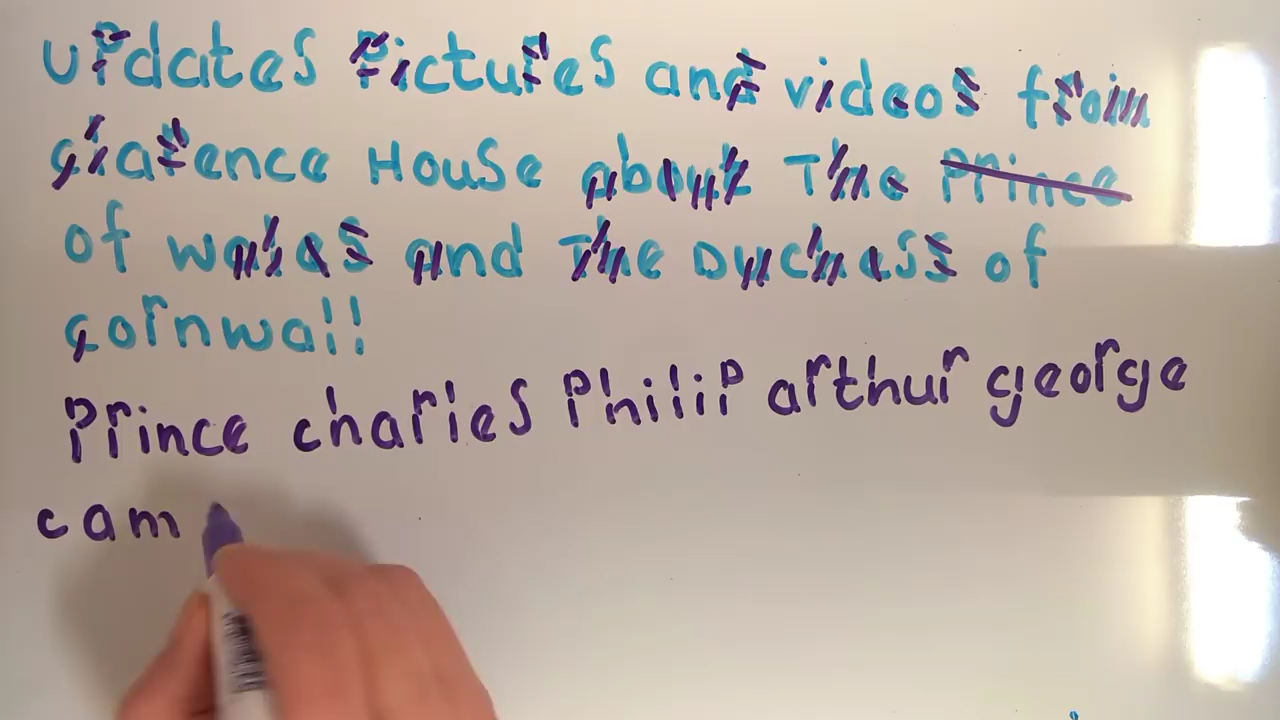 updates Pictures and videos from
clarence House about The Prince
of wales and The Duchess of
cornwall
Prince charles Philip arthur george
cam